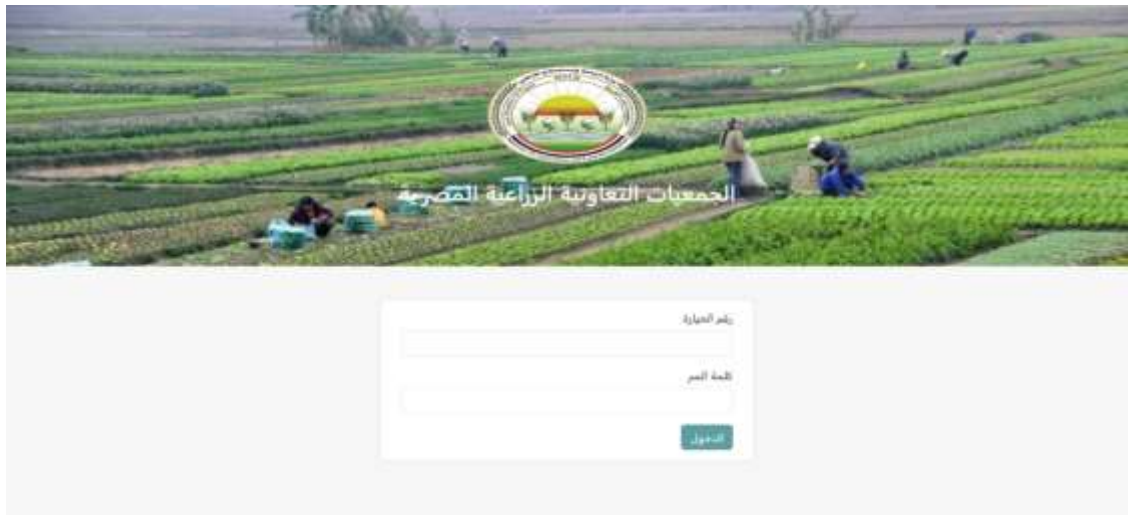 الجمعيات التعاونية الزراعية المصرية
رقم الحيازة
كلمة السر
الدخول